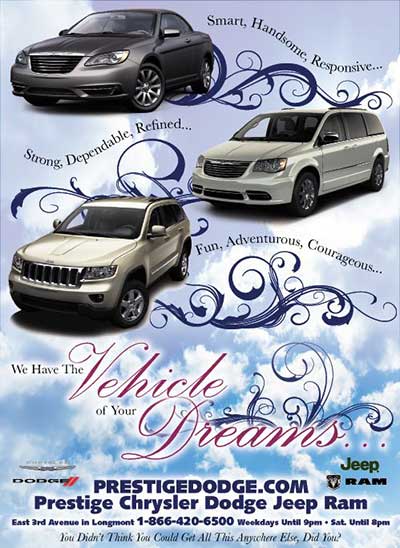 Smart, Handsome, Responsive...
Strong, Dependable, Refined...
Fun, Adventurous, Courageous...
We Have The Vehicle
of Your Dreams...
CHRYSLER
Jeep
DODGE
RAM
PRESTIGEDODGE.COM
Prestige Chrysler Dodge Jeep Ram
East 3rd Avenue in Longmont 1-866-420-6500 Weekdays Until 9pm • Sat. Until 8pm
You Didn't Think You Could Get All This Anywhere Else, Did You?